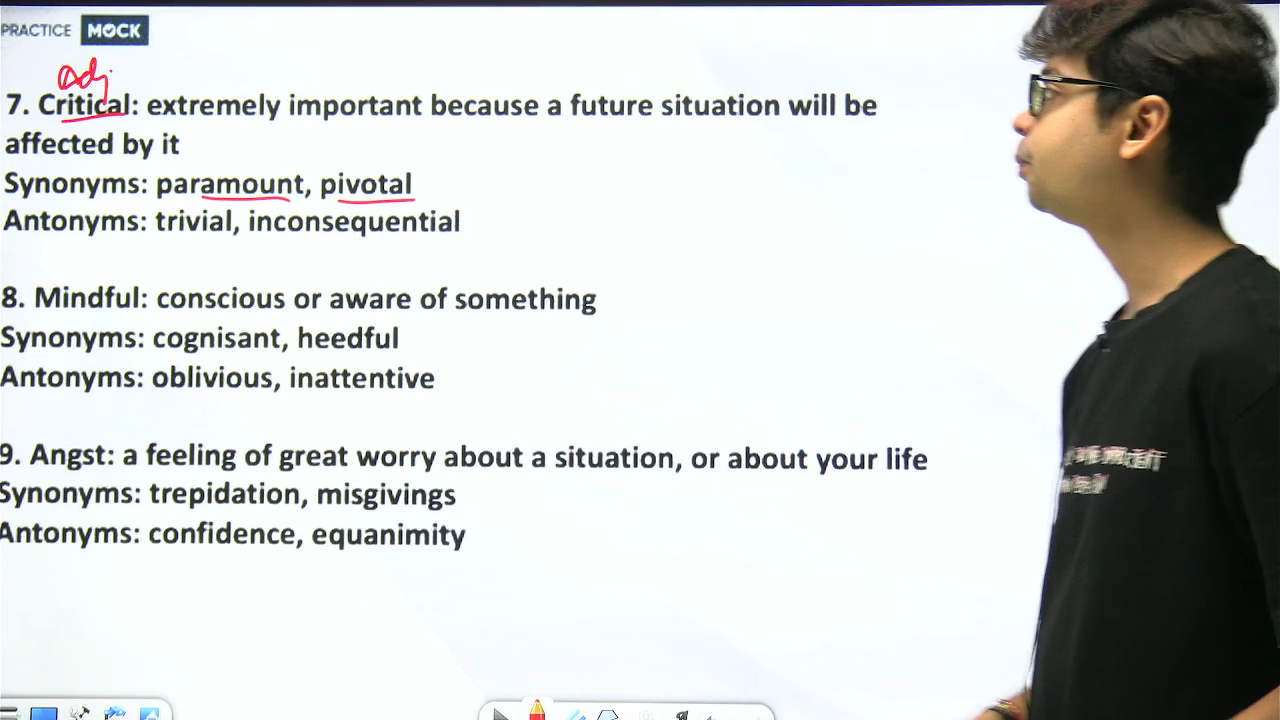 PRACTICE MOCK
Adj
7. Critical: extremely important because a future situation will be
affected by it
Synonyms: paramount, pivotal
Antonyms: trivial, inconsequential
8. Mindful: conscious or aware of something
Synonyms: cognisant, heedful
Antonyms: oblivious, inattentive
9. Angst: a feeling of great worry about a situation, or about your life
Synonyms: trepidation, misgivings
Antonyms: confidence, equanimity